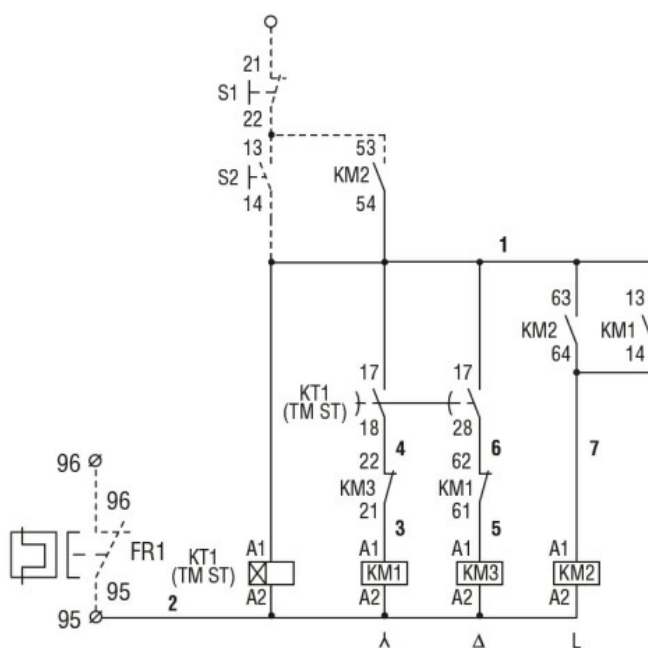 21
S1
22
13 53
S2 KM2
14 54
1
63 13
KM2 KM1
64 14
17 17
KT1
(TM ST)
18 4 28 6 7
96 22 62
KM3 KM1
96 21 3 61 5
FR1 KT1 A1 A1 A1 A1
(TM ST) KM1 KM3 KM2
95 2 A2 A2 A2 A2
95
⅄ Δ L